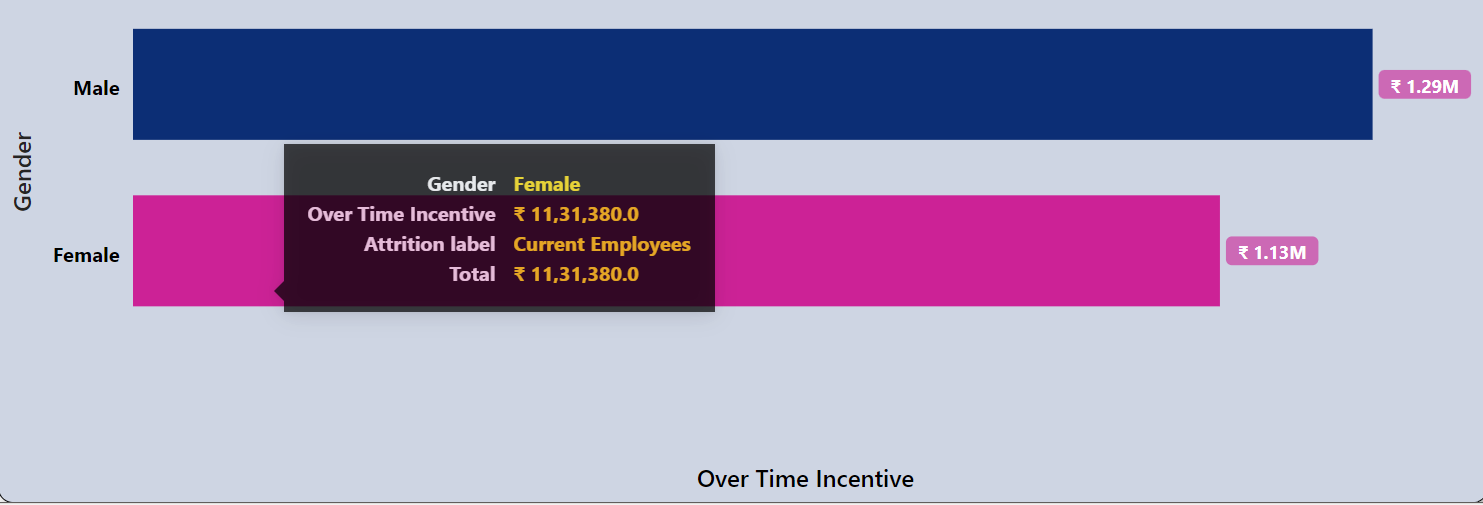 Gender
Male
₹ 1.29M
Gender Female
Over Time Incentive ₹ 11,31,380.0
Attrition label Current Employees
Total ₹ 11,31,380.0
Female
₹ 1.13M
Over Time Incentive